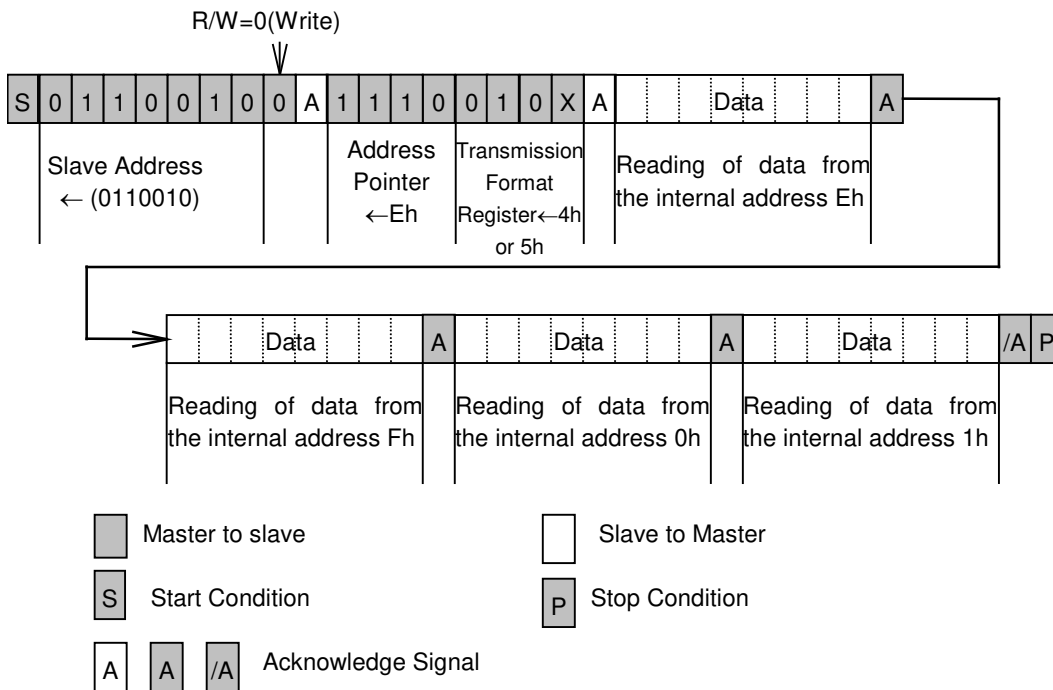 R/W=0(Write)
S 0 1 1 0 0 1 0 0 A 1 1 1 0 0 1 0 X A Data A
Slave Address
← (0110010)
Address
Pointer
←Eh
Transmission
Format
Register←4h
or 5h
Reading of data from
the internal address Eh
Data A Data A Data /A P
Reading of data from
the internal address Fh
Reading of data from
the internal address 0h
Reading of data from
the internal address 1h
Master to slave
Slave to Master
S Start Condition
P Stop Condition
A A /A Acknowledge Signal